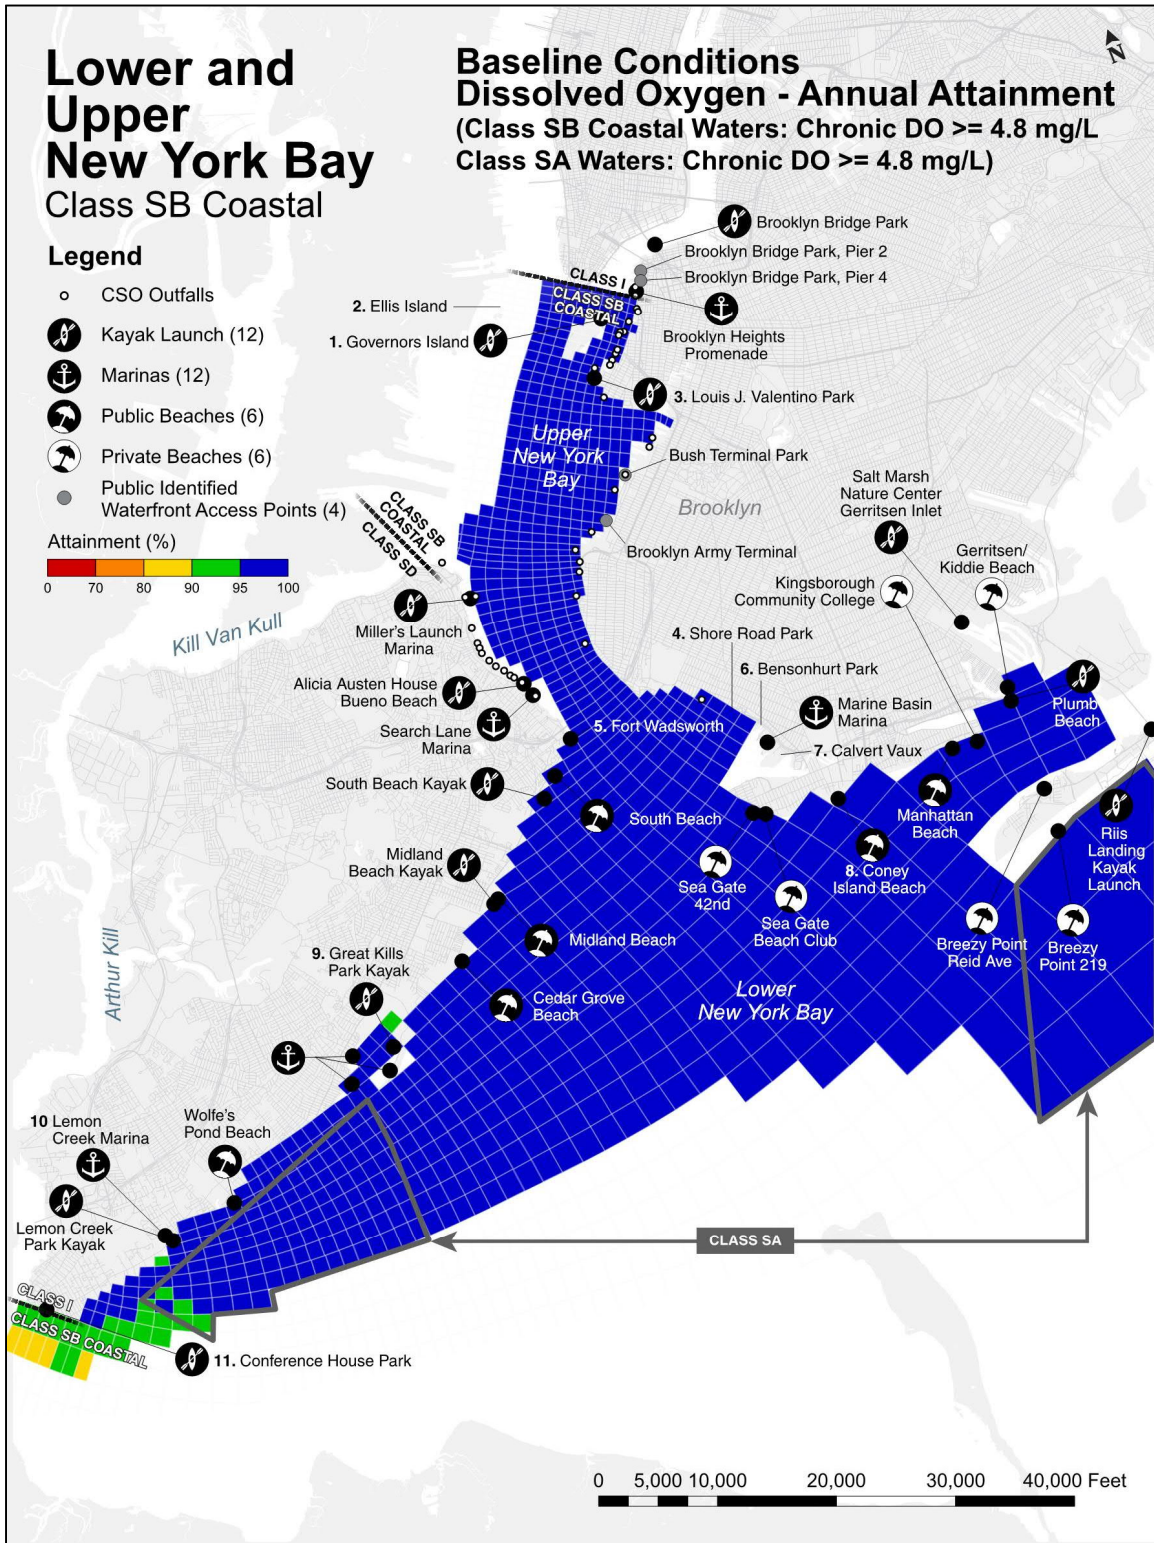 Lower and
Upper
New York Bay
Class SB Coastal
Baseline Conditions
Dissolved Oxygen - Annual Attainment
(Class SB Coastal Waters: Chronic DO >= 4.8 mg/L
Class SA Waters: Chronic DO >= 4.8 mg/L)
N
Legend
CSO Outfalls
Kayak Launch (12)
Marinas (12)
Public Beaches (6)
Private Beaches (6)
Public Identified
Waterfront Access Points (4)
Attainment (%)
0 70 80 90 95 100
Brooklyn Bridge Park
Brooklyn Bridge Park, Pier 2
Brooklyn Bridge Park, Pier 4
CLASS I
CLASS SB
COASTAL
2. Ellis Island
1. Governors Island
Brooklyn Heights
Promenade
3. Louis J. Valentino Park
Upper
New York
Bay
Bush Terminal Park
Salt Marsh
Nature Center
Gerritsen Inlet
Brooklyn
CLASS SB
COASTAL
CLASS SD
Brooklyn Army Terminal
Gerritsen/
Kiddie Beach
Kingsborough
Community College
Kill Van Kull
Miller's Launch
Marina
4. Shore Road Park
6. Bensonhurt Park
Alicia Austen House
Bueno Beach
Marine Basin
Marina
Plumb
Beach
Search Lane
Marina
5. Fort Wadsworth
7. Calvert Vaux
South Beach Kayak
South Beach
Manhattan
Beach
Riis
Landing
Kayak
Launch
Midland
Beach Kayak
Sea Gate
42nd
8. Coney
Island Beach
Sea Gate
Beach Club
Breezy Point
Reid Ave
Breezy
Point 219
Arthur Kill
9. Great Kills
Park Kayak
Midland Beach
Cedar Grove
Beach
Lower
New York Bay
10 Lemon
Creek Marina
Wolfe's
Pond Beach
Lemon Creek
Park Kayak
CLASS SA
CLASS I
CLASS SB COASTAL
11. Conference House Park
0 5,000 10,000 20,000 30,000 40,000 Feet